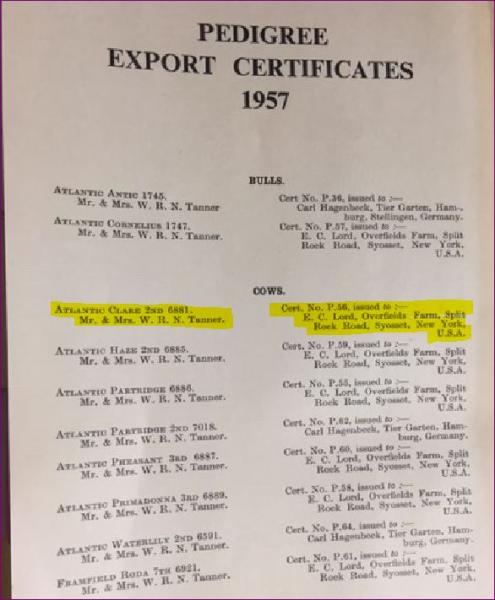 PEDIGREE
EXPORT CERTIFICATES
1957
BULLS.
ATLANTIC ANTIC 1745.
Mr. & Mrs. W. R. N. Tanner
Cert No. P.36, issued to :—
Carl Hagenbeck, Tier Garten, Ham-
burg, Stellingen, Germany.
ATLANTIC CORNELIUS 1747.
Mr. & Mrs. W. R. N. Tanner.
Cert. No. P.57, issued to :—
E. C. Lord, Overfields Farm, Split
Rock Road, Syosset, New York,
U.S.A.
COWS.
ATLANTIC CLARE 2ND 6881.
Mr. & Mrs. W. R. N. Tanner.
Cert. No. P.56, issued to :—
E. C. Lord, Overfields Farm, Split
Rock Road, Syosset, New York,
U.S.A.
ATLANTIC HAZE 2ND 6885.
Mr. & Mrs. W. R. N. Tanner.
Cert. No. P.59, issued to :—
E. C. Lord, Overfields Farm, Split
Rock Road, Syosset, New York,
U.S.A.
ATLANTIC PARTRIDGE 6886.
Mr. & Mrs. W. R. N. Tanner.
Cert. No. P.55, issued to :—
E. C. Lord, Overfields Farm, Split
Rock Road, Syosset, New York,
U.S.A.
ATLANTIC PARTRIDGE 2ND 7018.
Mr. & Mrs. W. R. N. Tanner.
Cert. No. P.62, issued to :—
Carl Hagenbeck, Tier Garten, Ham-
burg, Germany.
ATLANTIC PHEASANT 3RD 6887.
Mr. & Mrs. W. R. N. Tanner.
Cert. No. P.60, issued to :—
E. C. Lord, Overfields Farm, Split
Rock Road, Syosset, New York,
U.S.A.
ATLANTIC PRIMADONNA 3RD 6889.
Mr. & Mrs. W. R. N. Tanner.
Cert. No. P.58, issued to :—
E. C. Lord, Overfields Farm, Split
Rock Road, Syosset, New York,
U.S.A.
ATLANTIC WATERLILY 2ND 6591.
Mr. & Mrs. W. R. N. Tanner.
Cert. No. P.64, issued to :—
Carl Hagenbeck, Tier Garten, Ham-
burg, Germany.
FRAMFIELD RODA 7TH 6921.
Mr. & Mrs. W. R. N. Tanner.
Cert. No. P.61, issued to :—
E. C. Lord, Overfields Farm, Split
Rock Road, Syosset, New York,
U.S.A.